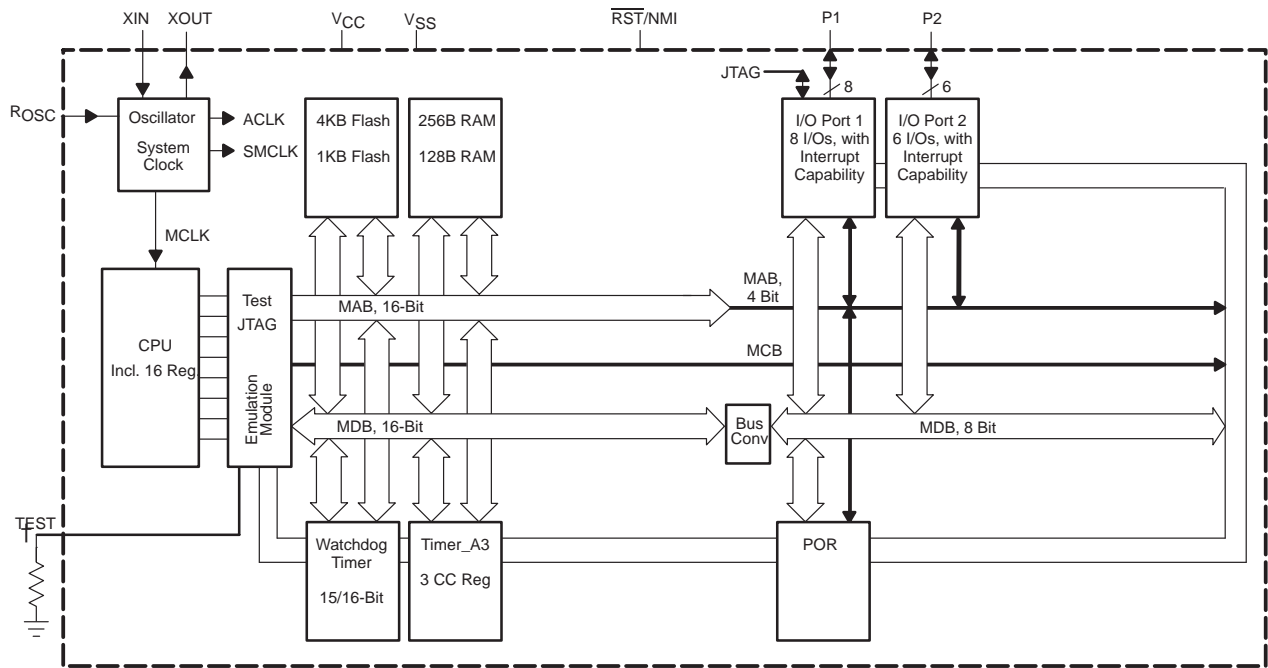 XIN
XOUT
VCC
VSS
RST/NMI
P1
P2
JTAG
8
6
ROSC
Oscillator
System
Clock
ACLK
SMCLK
4KB Flash
1KB Flash
256B RAM
128B RAM
I/O Port 1
8 I/Os, with
Interrupt
Capability
I/O Port 2
6 I/Os, with
Interrupt
Capability
MCLK
CPU
Incl. 16 Reg.
Test
JTAG
Emulation
Module
MAB, 16-Bit
MAB,
4 Bit
MCB
MDB, 16-Bit
Bus
Conv
MDB, 8 Bit
TEST
Watchdog
Timer
15/16-Bit
Timer_A3
3 CC Reg
POR